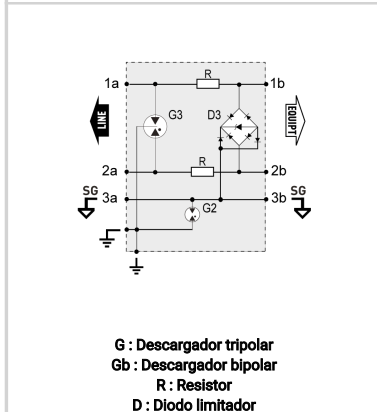 1a R 1b
G3 D3
LINE EQUIPT
R
2a 2b
SG 3a 3b SG
G2
G : Descargador tripolar
Gb : Descargador bipolar
R : Resistor
D : Diodo limitador